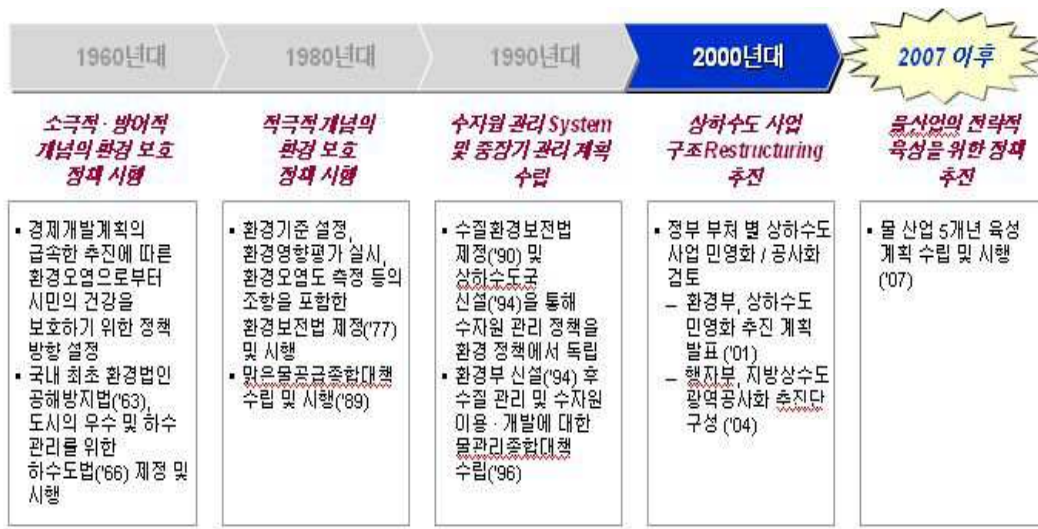 1960년대
1980년대
1990년대
2000년대
2007 이후
소극적 · 방어적
개념의 환경 보호
정책 시행
적극적 개념의
환경 보호
정책 시행
수자원 관리 System
및 중장기 관리 계획
수립
상하수도 사업
구조 Restructuring
추진
물산업의 전략적
육성을 위한 정책
추진
▪ 경제개발계획의
급속한 추진에 따른
환경오염으로부터
시민의 건강을
보호하기 위한 정책
방향 설정
▪ 국내 최초 환경법인
공해방지법('63),
도시의 우수 및 하수
관리를 위한
하수도법('66) 제정 및
시행
▪ 환경기준 설정,
환경영향평가 실시,
환경오염도 측정 등의
조항을 포함한
환경보전법 제정('77)
및 시행
▪ 맑은물공급종합대책
수립 및 시행('89)
▪ 수질환경보전법
제정('90) 및
상하수도국
신설('94)을 통해
수자원 관리 정책을
환경 정책에서 독립
▪ 환경부 신설('94) 후
수질 관리 및 수자원
이용 · 개발에 대한
물관리종합대책
수립('96)
▪ 정부 부처 별 상하수도
사업 민영화 / 공사화
검토
– 환경부, 상하수도
민영화 추진 계획
발표 ('01)
– 행자부, 지방상수도
광역공사화 추진단
구성 ('04)
▪ 물 산업 5개년 육성
계획 수립 및 시행
('07)